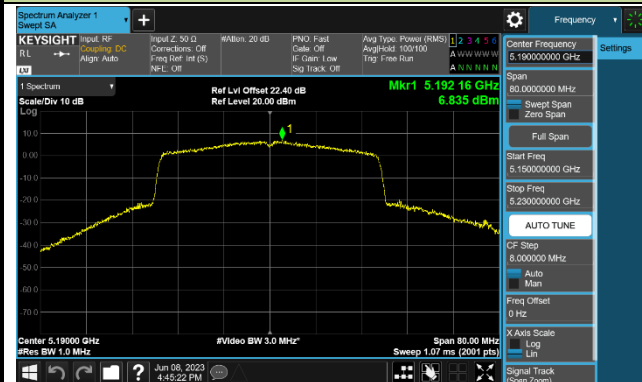 Spectrum Analyzer 1
Swept SA
+
Frequency
KEYSIGHT
RL
LXI
Input: RF
Coupling: DC
Align: Auto
Input Z: 50 Ω
Corrections: Off
Freq Ref: Int (S)
NFE: Off
#Atten: 20 dB
PNO: Fast
Gate: Off
IF Gain: Low
Sig Track: Off
Avg Type: Power (RMS)
Avg|Hold: 100/100
Trig: Free Run
1 2 3 4 5 6
A W W W W W
A N N N N N
1 Spectrum
Scale/Div 10 dB
Log
Ref Lvl Offset 22.40 dB
Ref Level 20.00 dBm
Mkr1 5.192 16 GHz
6.835 dBm
1
10.0
0.00
-10.0
-20.0
-30.0
-40.0
-50.0
-60.0
-70.0
Center 5.19000 GHz
#Res BW 1.0 MHz
#Video BW 3.0 MHz*
Span 80.00 MHz
Sweep 1.07 ms (2001 pts)
Center Frequency
5.190000000 GHz
Settings
Span
80.0000000 MHz
Swept Span
Zero Span
Full Span
Start Freq
5.150000000 GHz
Stop Freq
5.230000000 GHz
AUTO TUNE
CF Step
8.000000 MHz
Auto
Man
Freq Offset
0 Hz
X Axis Scale
Log
Lin
Signal Track
(Span Zoom)
?
Jun 08, 2023
4:45:22 PM